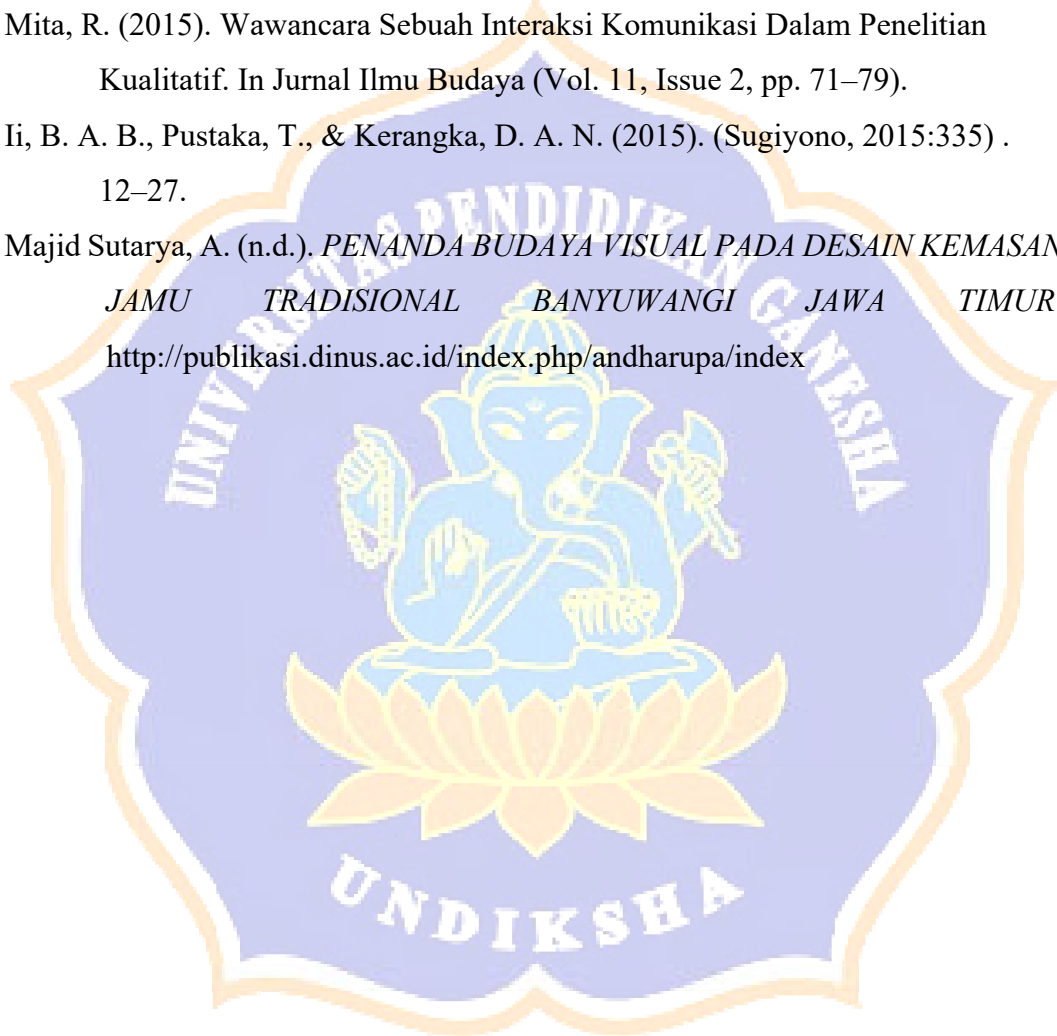 Mita, R. (2015). Wawancara Sebuah Interaksi Komunikasi Dalam Penelitian
Kualitatif. In Jurnal Ilmu Budaya (Vol. 11, Issue 2, pp. 71–79).
Ii, B. A. B., Pustaka, T., & Kerangka, D. A. N. (2015). (Sugiyono, 2015:335) .
12–27.
Majid Sutarya, A. (n.d.). PENANDA BUDAYA VISUAL PADA DESAIN KEMASAN
JAMU TRADISIONAL BANYUWANGI JAWA TIMUR
http://publikasi.dinus.ac.id/index.php/andharupa/index
UNIVERSITAS PENDIDIKAN GANESHA
UNDIKSHA